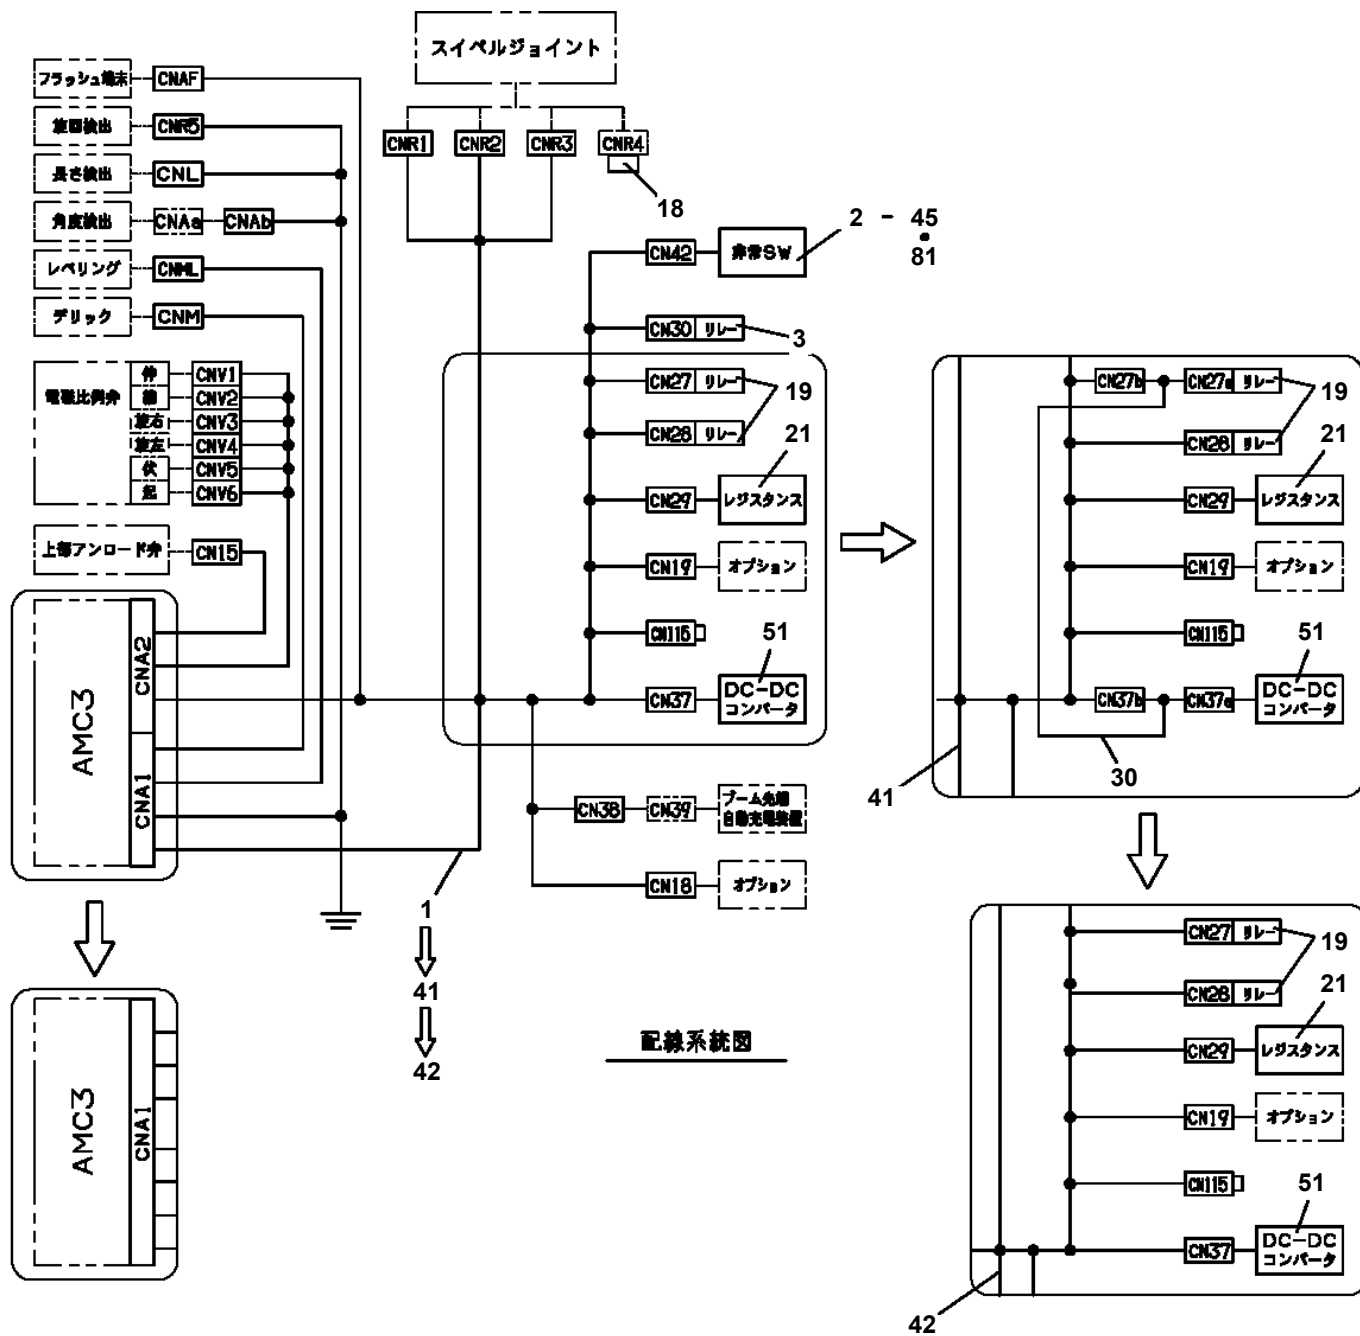 スイベルジョイント
CNR1
CNR2
CNR3
CNR4
18
フラッシュ端末
CNAF
旋回検出
CNR5
長さ検出
CNL
角度検出
CNAa
CNAb
レベリング
CNML
デリック
CNM
電磁比例弁
伸
CNV1
縮
CNV2
旋右
CNV3
旋左
CNV4
伏
CNV5
起
CNV6
上部アンロード弁
CN15
AMC3
CNA2
CNA1
AMC3
CNA1
1
41
42
CN42
非常SW
2 - 45
81
CN30
リレー
3
CN27
リレー
CN28
リレー
19
21
CN29
レジスタンス
CN19
オプション
CN115
51
CN37
DC-DC
コンバータ
CN38
CN39
ブーム先端
自動充電装置
CN18
オプション
CN27b
CN27a
リレー
CN28
リレー
19
21
CN29
レジスタンス
CN19
オプション
CN115
51
CN37b
CN37a
DC-DC
コンバータ
30
41
CN27
リレー
CN28
リレー
19
21
CN29
レジスタンス
CN19
オプション
CN115
51
CN37
DC-DC
コンバータ
42
配線系統図